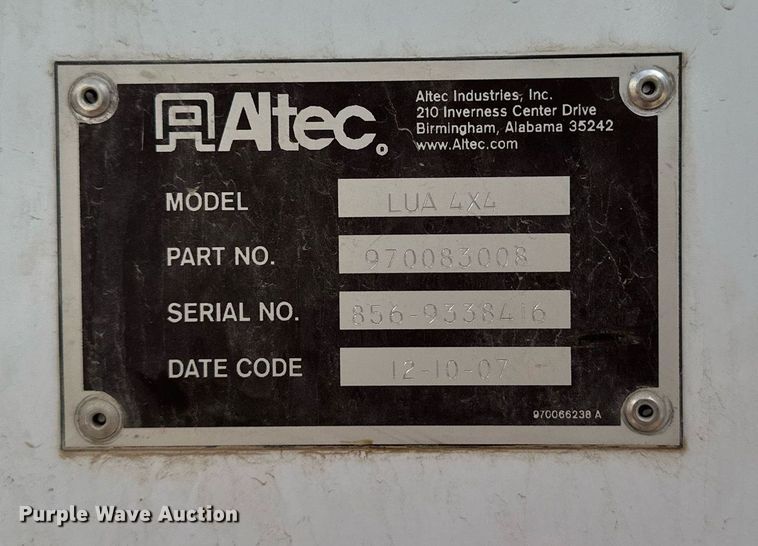 Altec
Altec Industries, Inc.
210 Inverness Center Drive
Birmingham, Alabama 35242
www.Altec.com
MODEL LUA 4X4
PART NO. 970083008
SERIAL NO. 856-9338416
DATE CODE 12-10-07
970066238 A
Purple Wave Auction